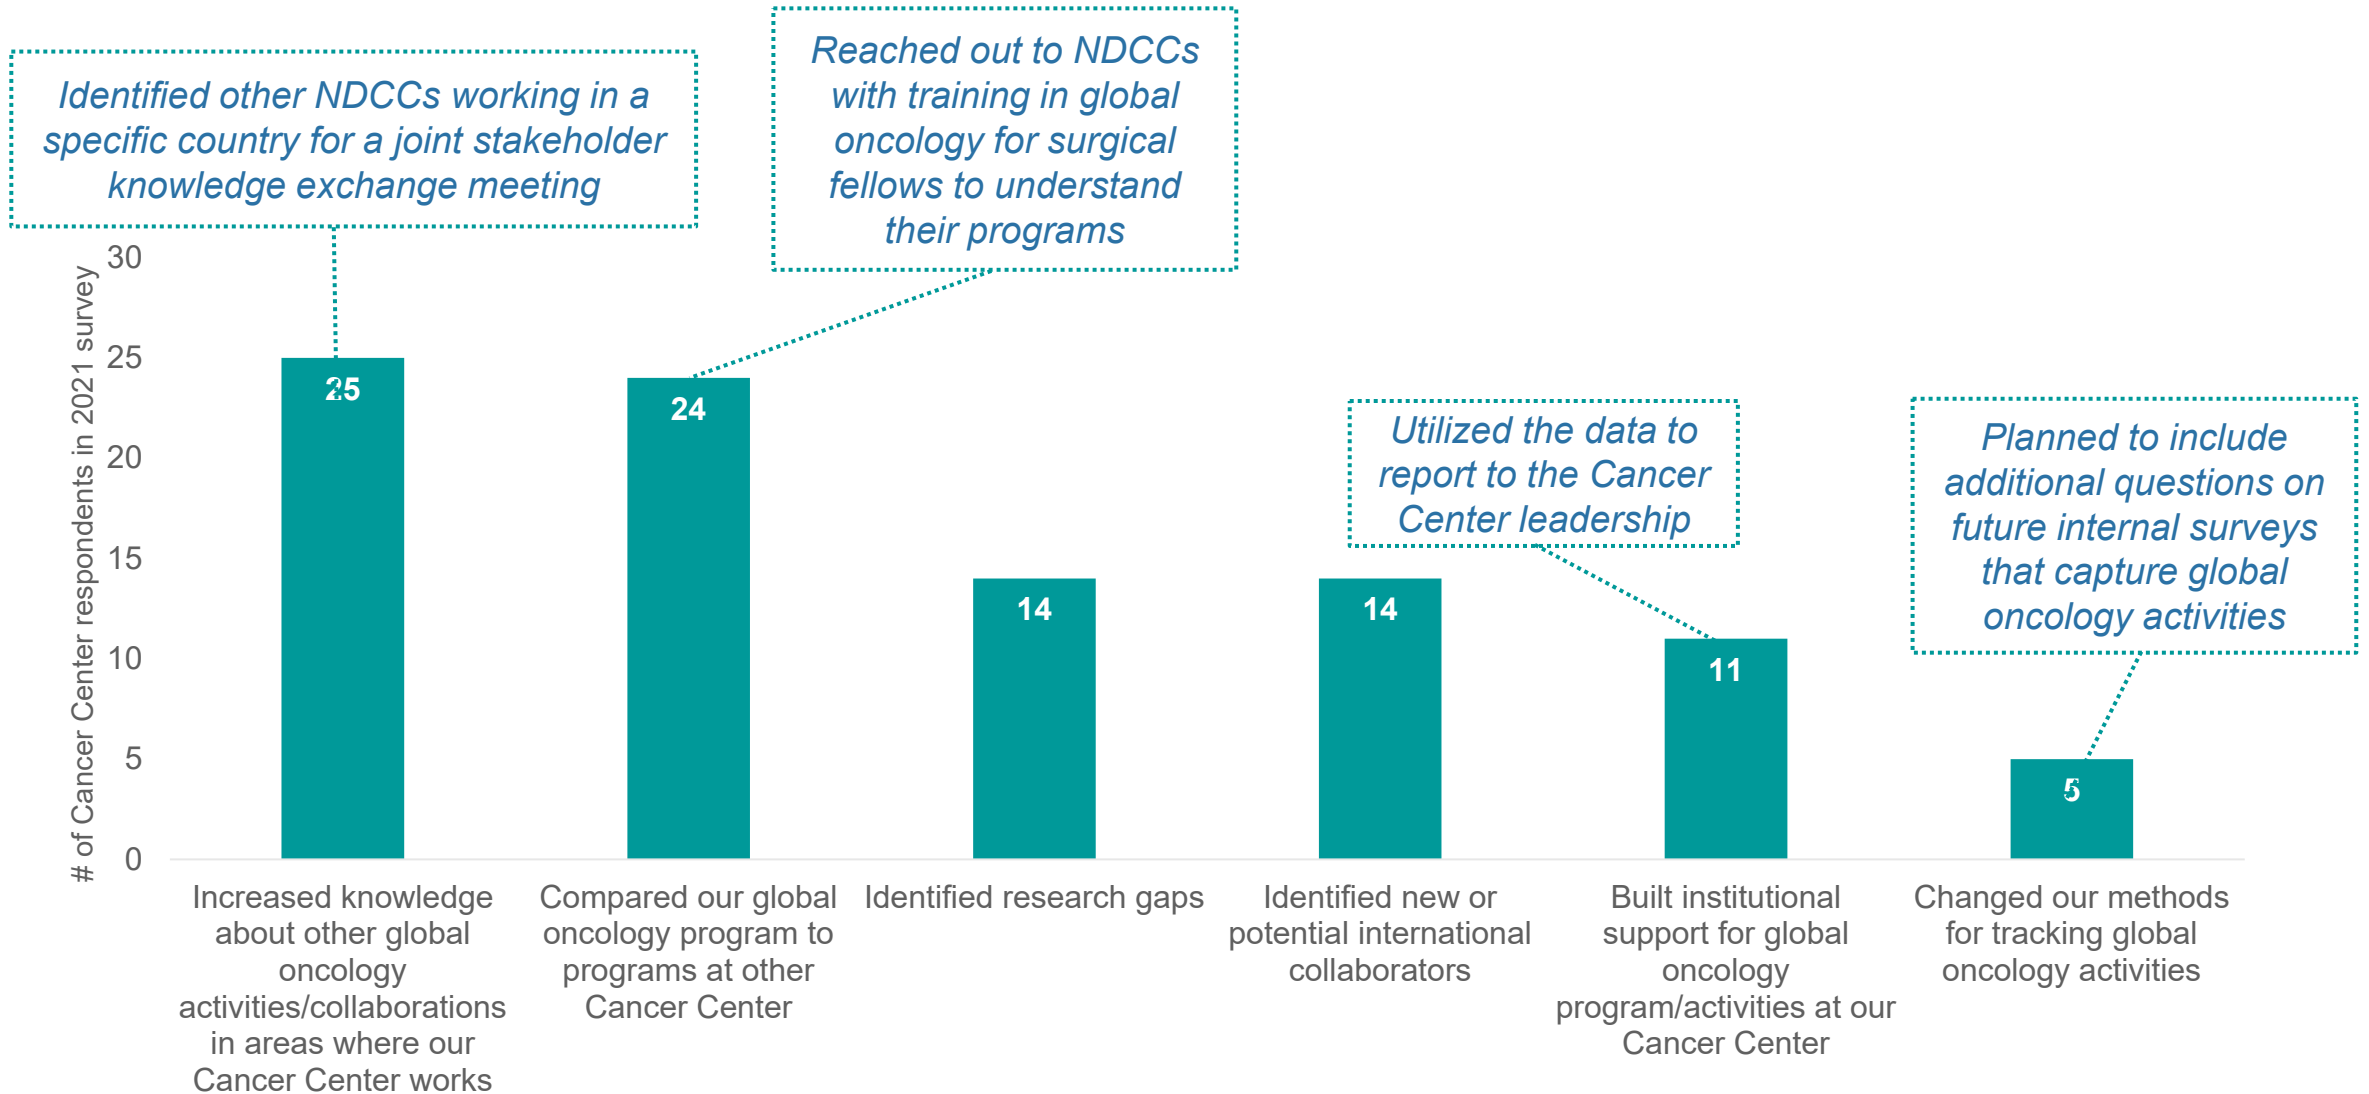 Identified other NDCCs working in a
specific country for a joint stakeholder
knowledge exchange meeting
Reached out to NDCCs
with training in global
oncology for surgical
fellows to understand
their programs
Utilized the data to
report to the Cancer
Center leadership
Planned to include
additional questions on
future internal surveys
that capture global
oncology activities
# of Cancer Center respondents in 2021 survey
30
25
20
15
10
5
0
25
24
14
14
11
5
Increased knowledge
about other global
oncology
activities/collaborations
in areas where our
Cancer Center works
Compared our global
oncology program to
programs at other
Cancer Center
Identified research gaps
Identified new or
potential international
collaborators
Built institutional
support for global
oncology
program/activities at our
Cancer Center
Changed our methods
for tracking global
oncology activities